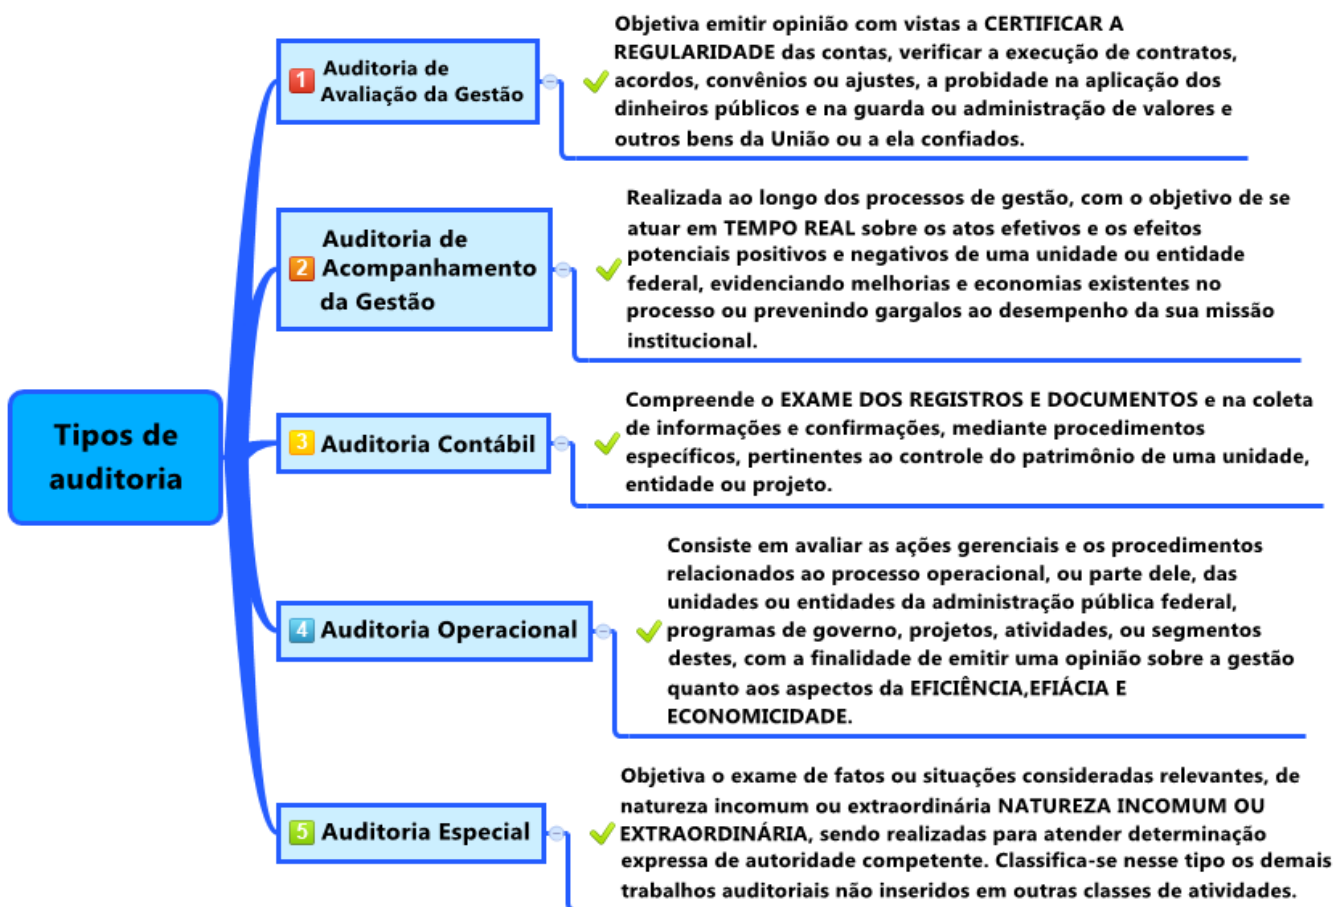 Tipos de
auditoria
1
Auditoria de
Avaliação da Gestão
Objetiva emitir opinião com vistas a CERTIFICAR A
REGULARIDADE das contas, verificar a execução de contratos,
acordos, convênios ou ajustes, a probidade na aplicação dos
dinheiros públicos e na guarda ou administração de valores e
outros bens da União ou a ela confiados.
2
Auditoria de
Acompanhamento
da Gestão
Realizada ao longo dos processos de gestão, com o objetivo de se
atuar em TEMPO REAL sobre os atos efetivos e os efeitos
potenciais positivos e negativos de uma unidade ou entidade
federal, evidenciando melhorias e economias existentes no
processo ou prevenindo gargalos ao desempenho da sua missão
institucional.
3 Auditoria Contábil
Compreende o EXAME DOS REGISTROS E DOCUMENTOS e na coleta
de informações e confirmações, mediante procedimentos
específicos, pertinentes ao controle do patrimônio de uma unidade,
entidade ou projeto.
4 Auditoria Operacional
Consiste em avaliar as ações gerenciais e os procedimentos
relacionados ao processo operacional, ou parte dele, das
unidades ou entidades da administração pública federal,
programas de governo, projetos, atividades, ou segmentos
destes, com a finalidade de emitir uma opinião sobre a gestão
quanto aos aspectos da EFICIÊNCIA,EFIÁCIA E
ECONOMICIDADE.
5 Auditoria Especial
Objetiva o exame de fatos ou situações consideradas relevantes, de
natureza incomum ou extraordinária NATUREZA INCOMUM OU
EXTRAORDINÁRIA, sendo realizadas para atender determinação
expressa de autoridade competente. Classifica-se nesse tipo os demais
trabalhos auditoriais não inseridos em outras classes de atividades.